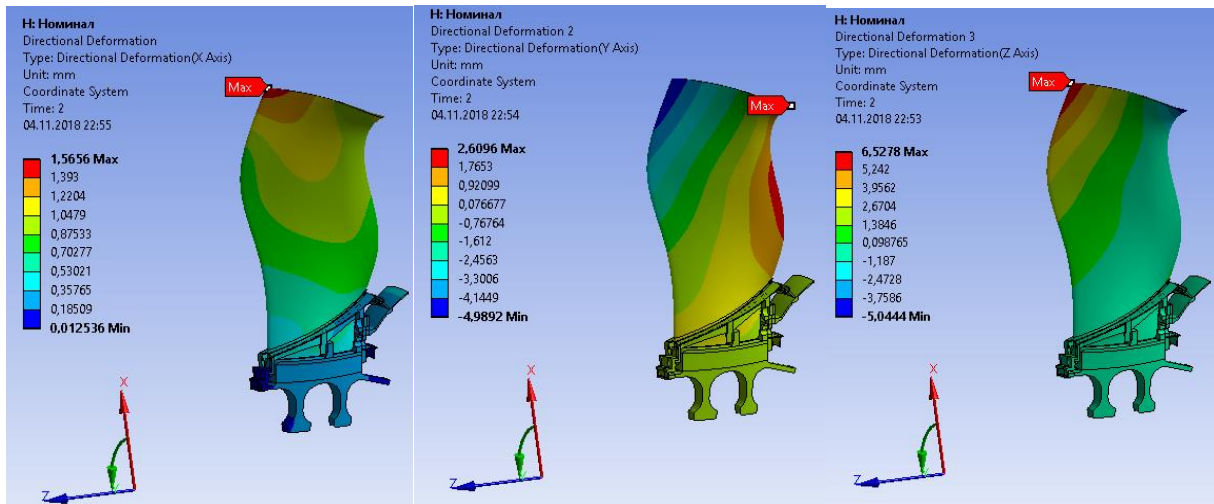 H: Номинал
Directional Deformation
Type: Directional Deformation(X Axis)
Unit: mm
Coordinate System
Time: 2
04.11.2018 22:55
Max
1,5656 Max
1,393
1,2204
1,0479
0,87533
0,70277
0,53021
0,35765
0,18509
0,012536 Min
X
Z
H: Номинал
Directional Deformation 2
Type: Directional Deformation(Y Axis)
Unit: mm
Coordinate System
Time: 2
04.11.2018 22:54
Max
2,6096 Max
1,7653
0,92099
0,076677
-0,76764
-1,612
-2,4563
-3,3006
-4,1449
-4,9892 Min
X
Z
H: Номинал
Directional Deformation 3
Type: Directional Deformation(Z Axis)
Unit: mm
Coordinate System
Time: 2
04.11.2018 22:53
Max
6,5278 Max
5,242
3,9562
2,6704
1,3846
0,098765
-1,187
-2,4728
-3,7586
-5,0444 Min
X
Z